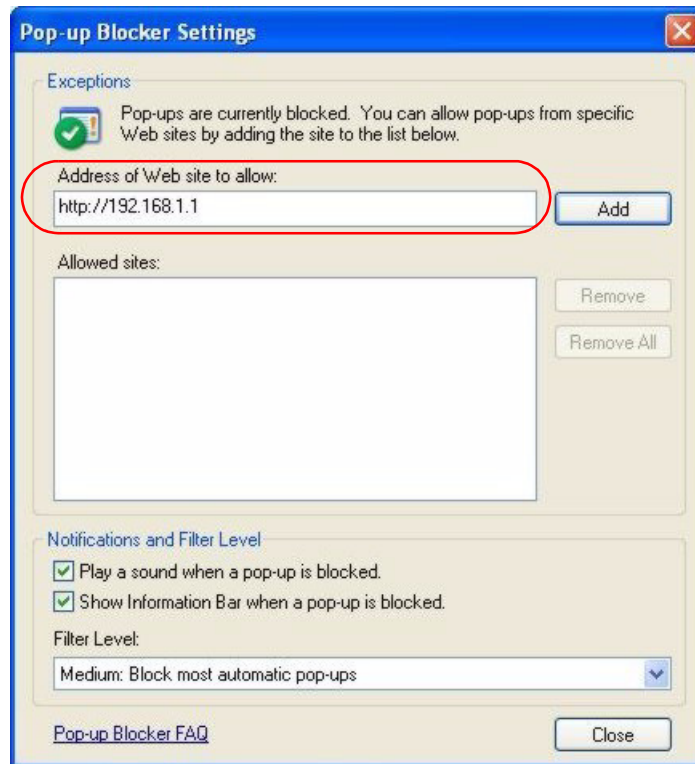 Pop-up Blocker Settings
Exceptions
Pop-ups are currently blocked. You can allow pop-ups from specific
Web sites by adding the site to the list below.
Address of Web site to allow:
http://192.168.1.1
Add
Allowed sites:
Remove
Remove All
Notifications and Filter Level
Play a sound when a pop-up is blocked.
Show Information Bar when a pop-up is blocked.
Filter Level:
Medium: Block most automatic pop-ups
Pop-up Blocker FAQ
Close